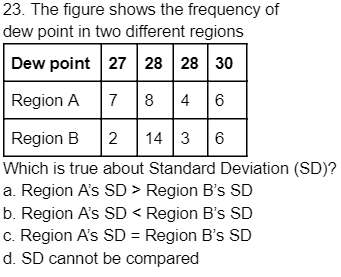 23. The figure shows the frequency of
dew point in two different regions
Dew point 27 28 28 30
Region A 7 8 4 6
Region B 2 14 3 6
Which is true about Standard Deviation (SD)?
a. Region A's SD > Region B's SD
b. Region A's SD < Region B's SD
c. Region A's SD = Region B's SD
d. SD cannot be compared